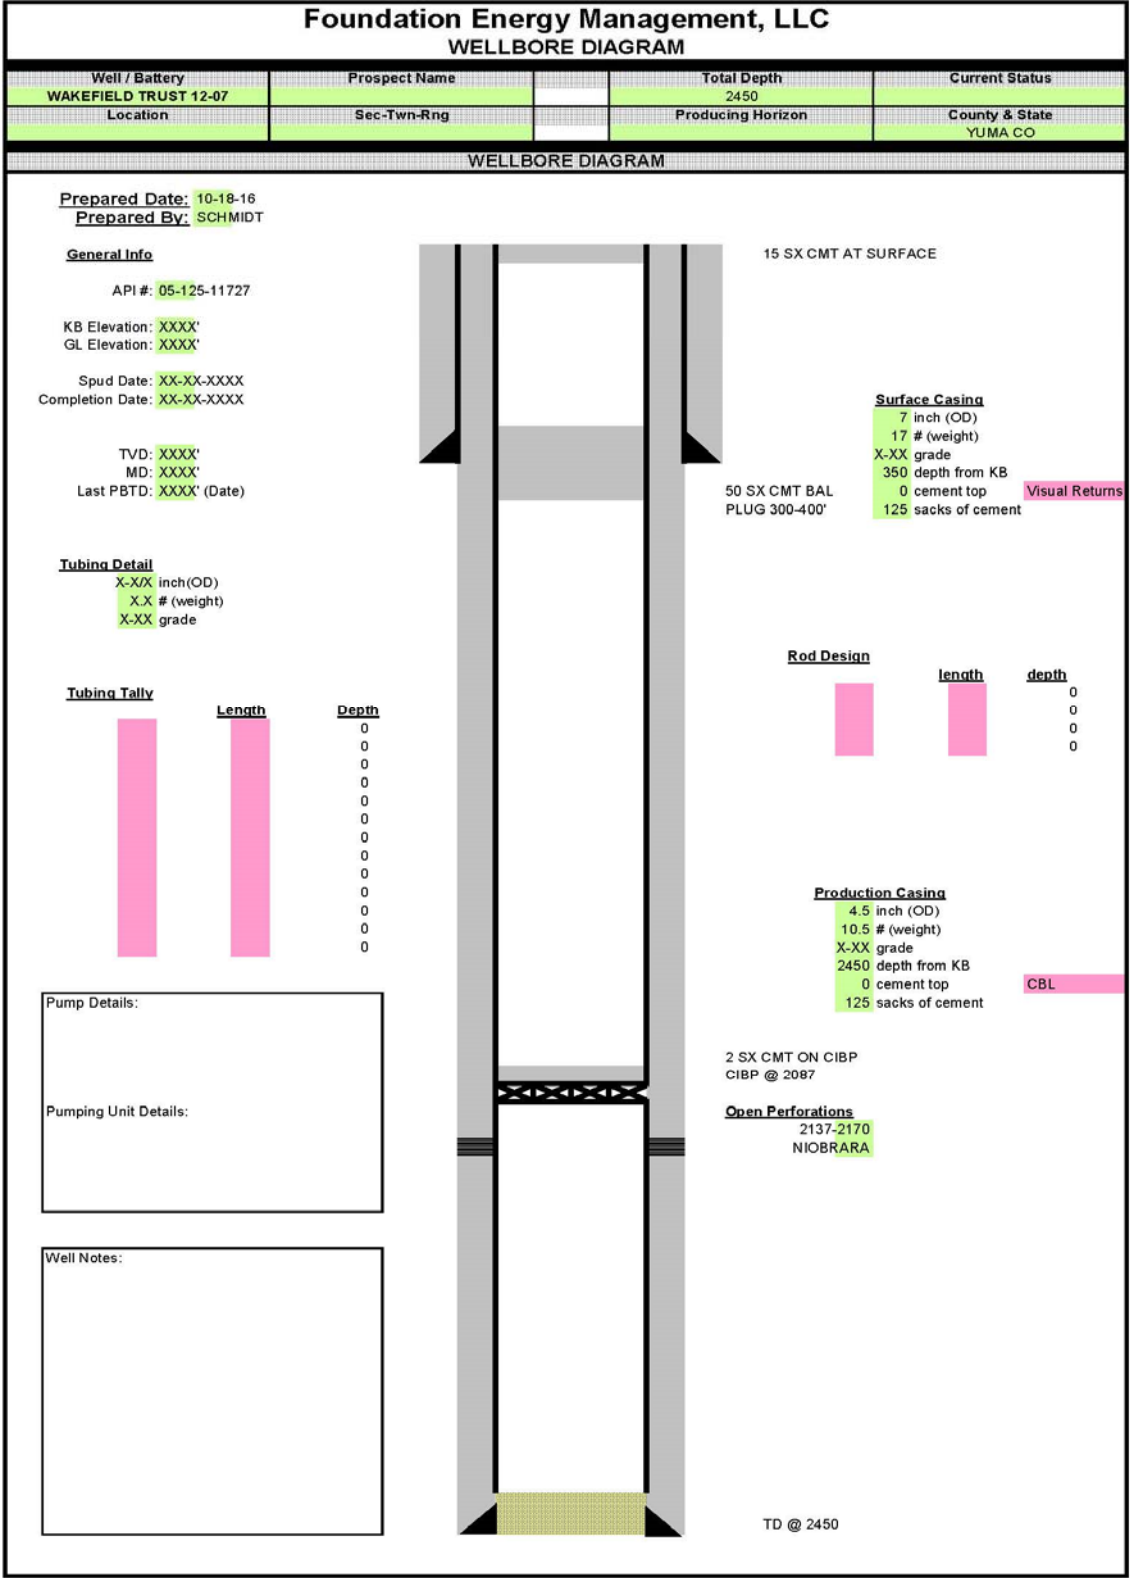 Foundation Energy Management, LLC
WELLBORE DIAGRAM
Well / Battery Prospect Name Total Depth Current Status
WAKEFIELD TRUST 12-07 2450
Location Sec-Twn-Rng Producing Horizon County & State
YUMA CO
WELLBORE DIAGRAM
Prepared Date: 10-18-16
Prepared By: SCHMIDT
General Info
API #: 05-125-11727
KB Elevation: XXXX'
GL Elevation: XXXX'
Spud Date: XX-XX-XXXX
Completion Date: XX-XX-XXXX
TVD: XXXX'
MD: XXXX'
Last PBTD: XXXX' (Date)
Tubing Detail
X-X/X inch(OD)
X.X # (weight)
X-XX grade
Tubing Tally
Length Depth
0
0
0
0
0
0
0
0
0
0
0
0
0
Pump Details:
Pumping Unit Details:
Well Notes:
15 SX CMT AT SURFACE
Surface Casing
7 inch (OD)
17 # (weight)
X-XX grade
350 depth from KB
0 cement top Visual Returns
125 sacks of cement
50 SX CMT BAL
PLUG 300-400'
Rod Design
length depth
0
0
0
0
Production Casing
4.5 inch (OD)
10.5 # (weight)
X-XX grade
2450 depth from KB
0 cement top CBL
125 sacks of cement
2 SX CMT ON CIBP
CIBP @ 2087
Open Perforations
2137-2170
NIOBRARA
TD @ 2450